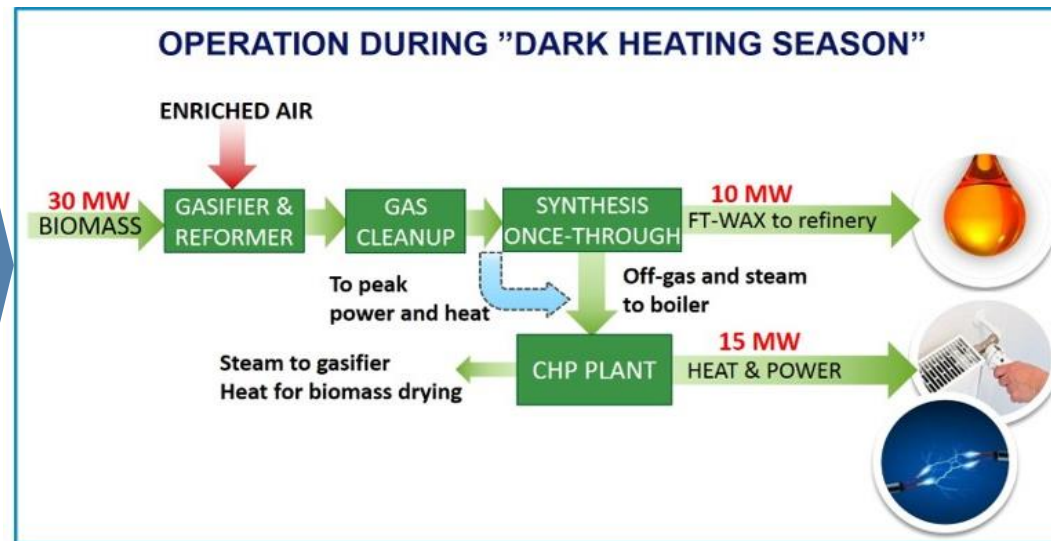 OPERATION DURING ”DARK HEATING SEASON”
ENRICHED AIR
30 MW
BIOMASS
GASIFIER &
REFORMER
GAS
CLEANUP
SYNTHESIS
ONCE-THROUGH
10 MW
FT-WAX to refinery
To peak
power and heat
Off-gas and steam
to boiler
Steam to gasifier
Heat for biomass drying
CHP PLANT
15 MW
HEAT & POWER